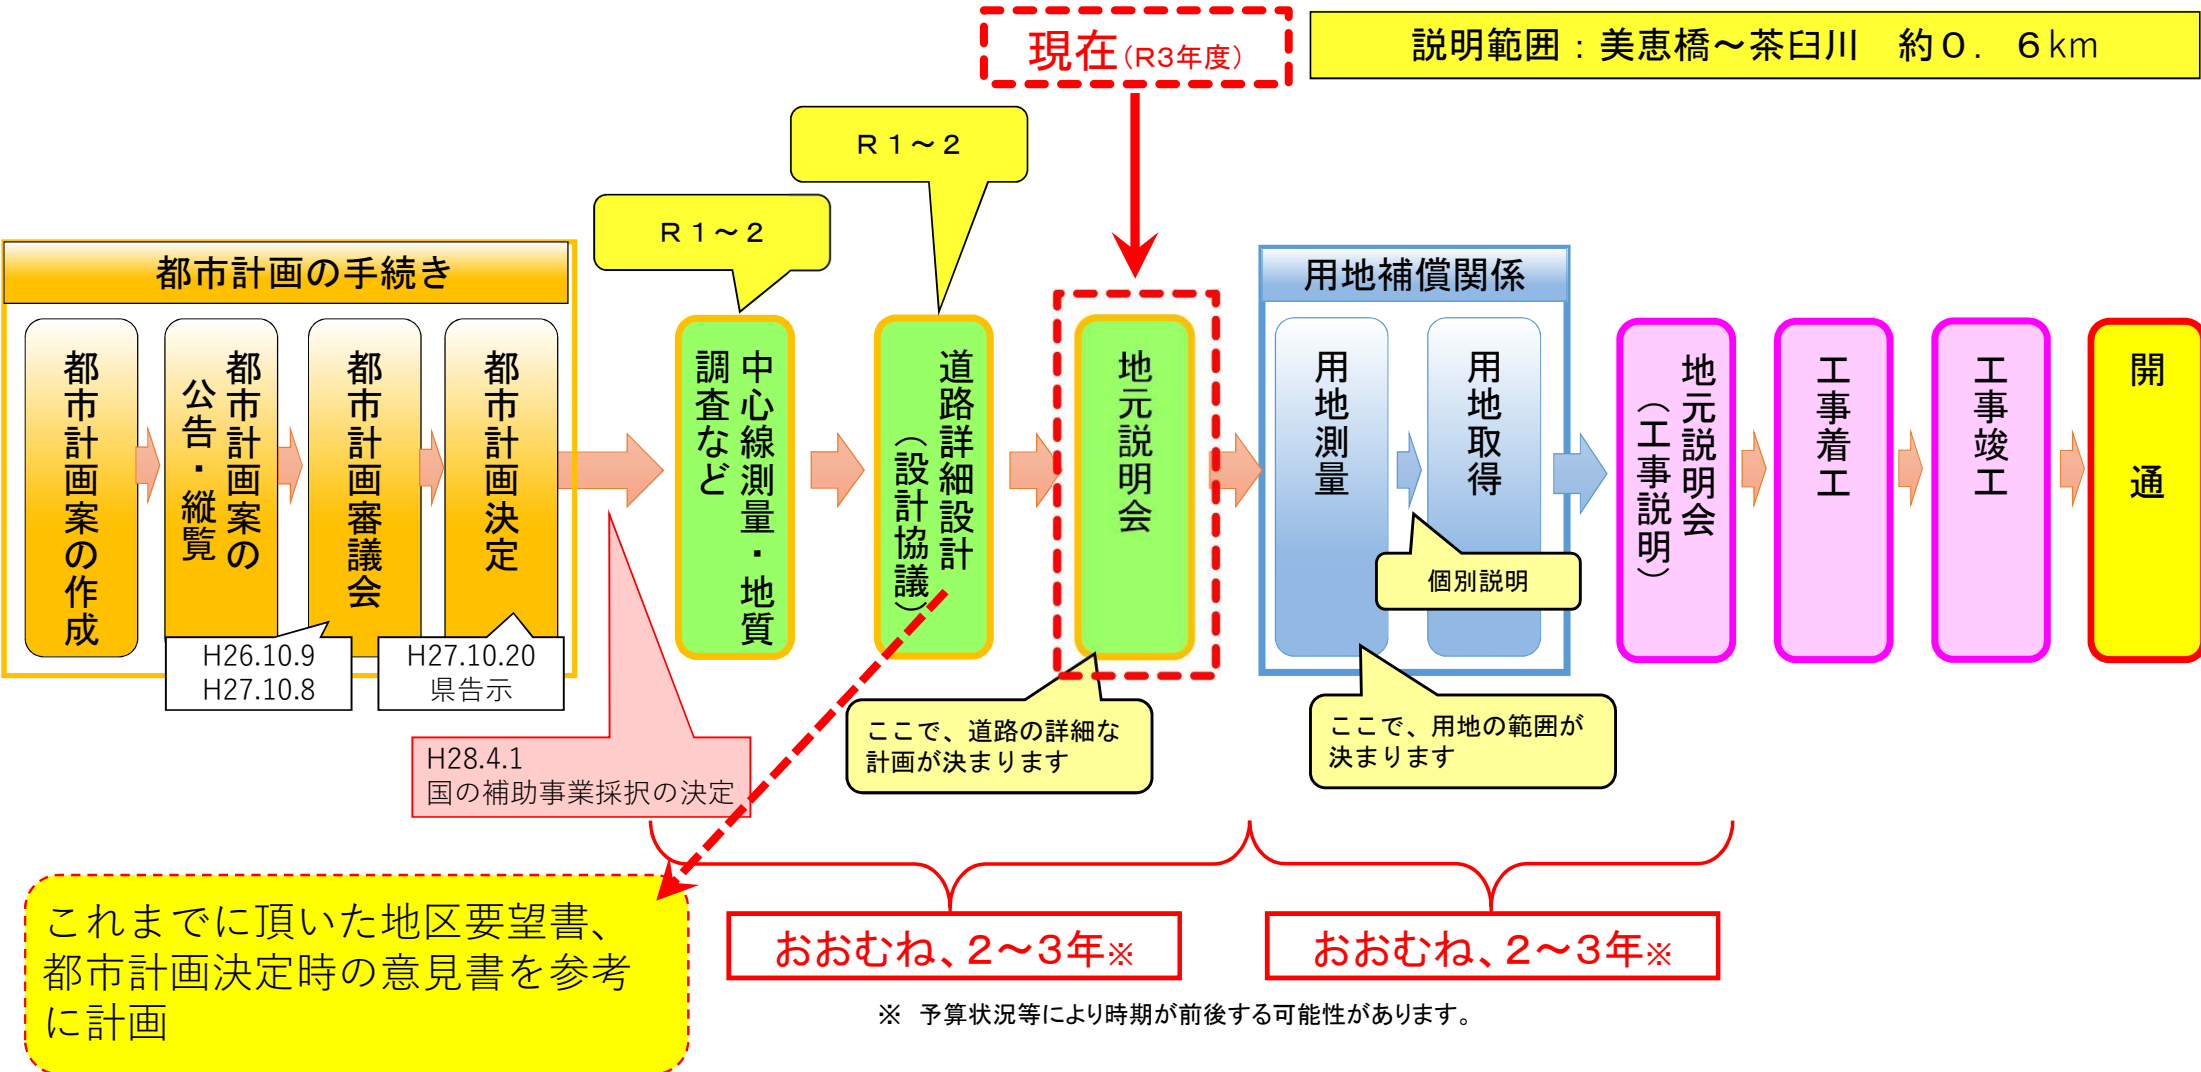 現在(R3年度)
説明範囲：美恵橋～茶臼川　約０．６km
Ｒ１～２
Ｒ１～２
都市計画の手続き
都市計画案の作成
都市計画案の
公告・縦覧
都市計画審議会
都市計画決定
H26.10.9
H27.10.8
H27.10.20
県告示
H28.4.1
国の補助事業採択の決定
中心線測量・地質
調査など
道路詳細設計
（設計協議）
地元説明会
ここで、道路の詳細な
計画が決まります
用地補償関係
用地測量
用地取得
個別説明
ここで、用地の範囲が
決まります
地元説明会
（工事説明）
工事着工
工事竣工
開通
これまでに頂いた地区要望書、
都市計画決定時の意見書を参考
に計画
おおむね、２～３年※
おおむね、２～３年※
※　予算状況等により時期が前後する可能性があります。